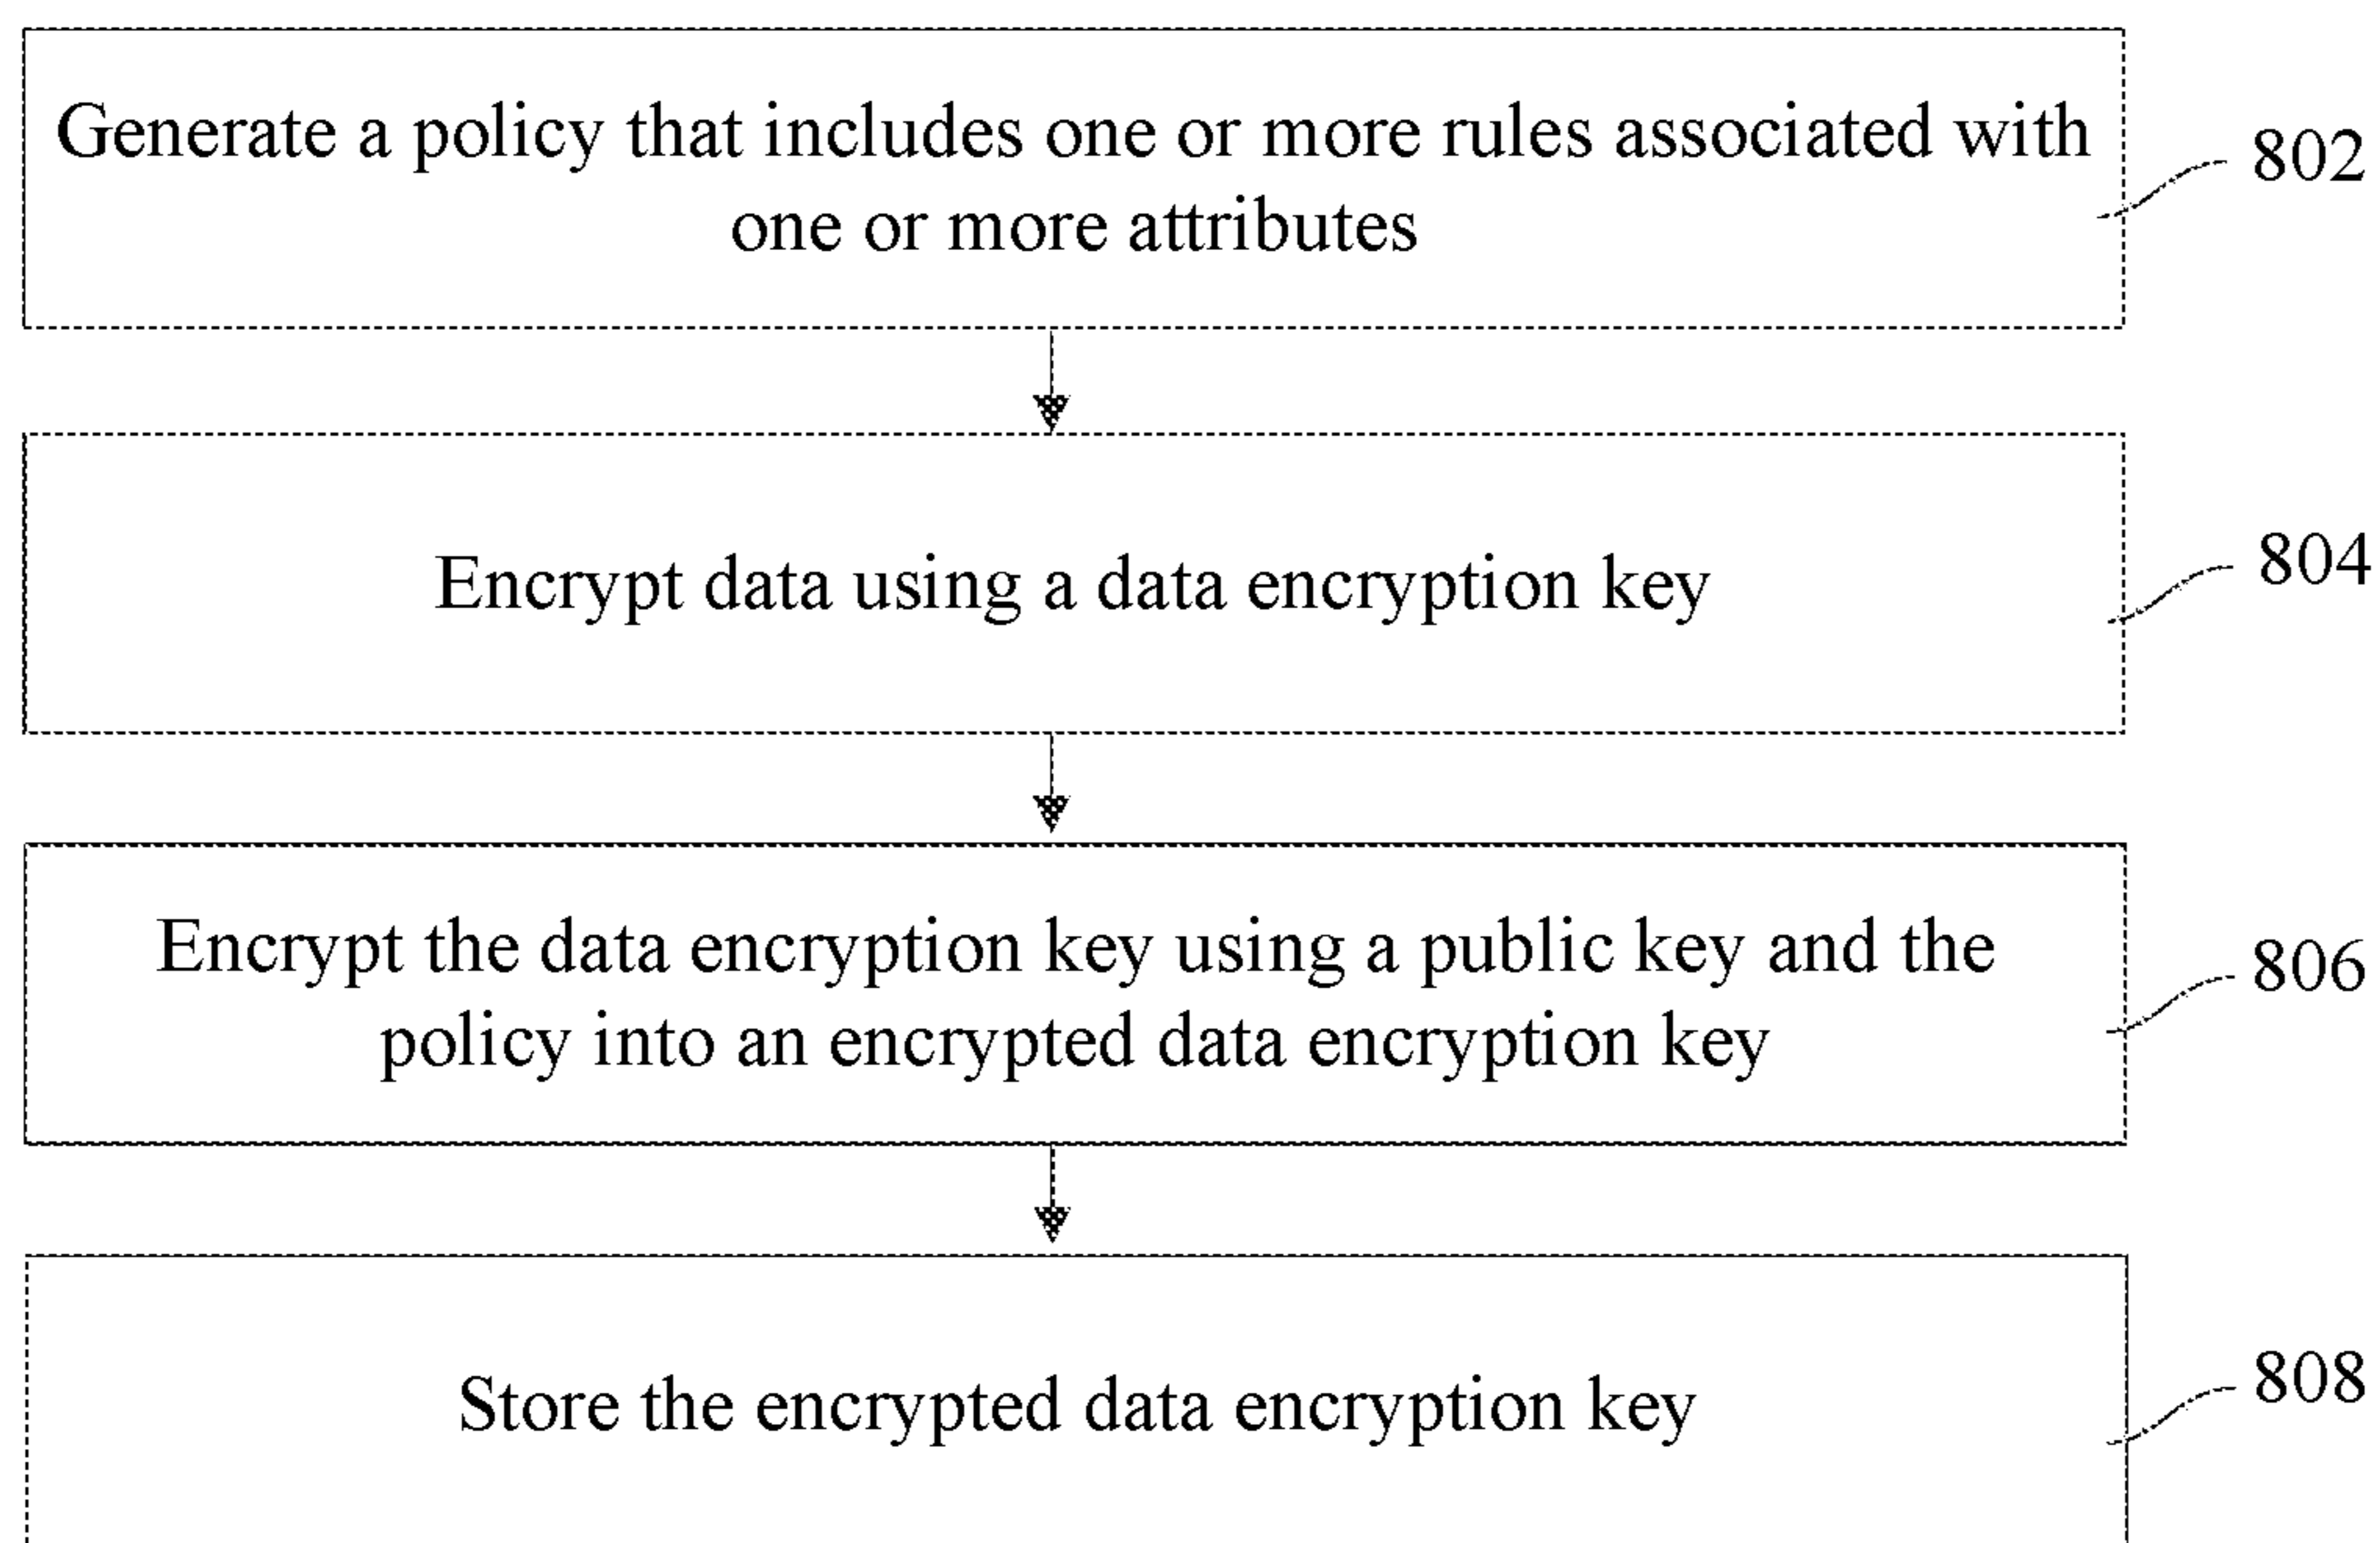 Generate a policy that includes one or more rules associated with
one or more attributes
802
Encrypt data using a data encryption key
804
Encrypt the data encryption key using a public key and the
policy into an encrypted data encryption key
806
Store the encrypted data encryption key
808